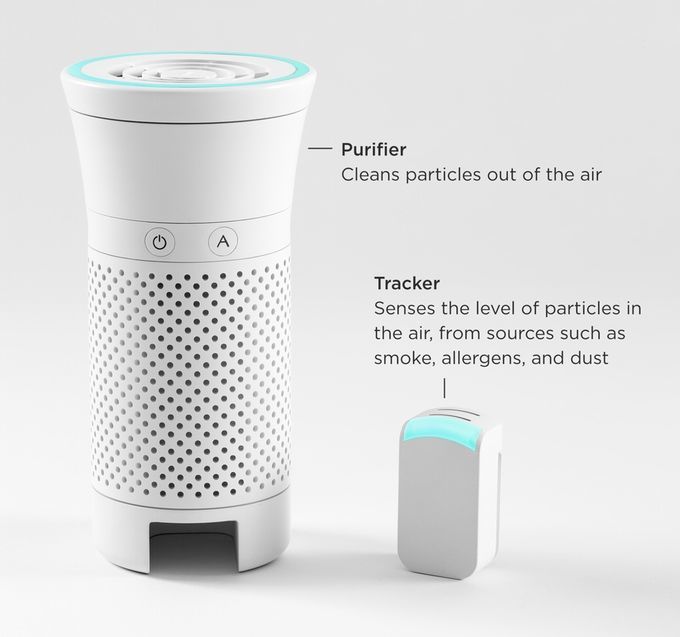 Purifier
Cleans particles out of the air
A
Tracker
Senses the level of particles in
the air, from sources such as
smoke, allergens, and dust